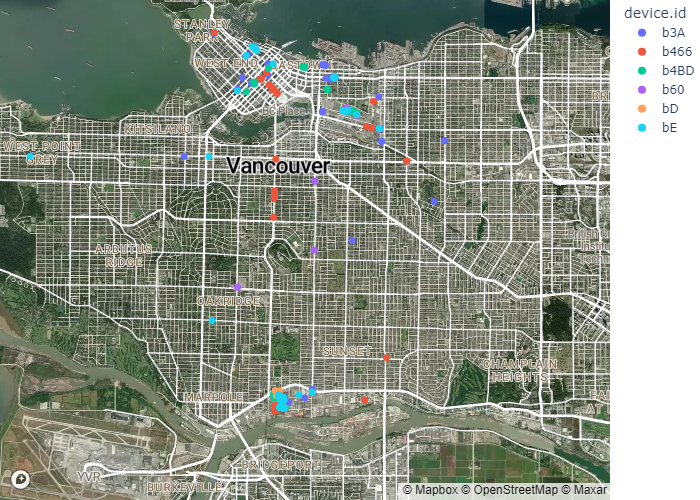 device.id
b3A
b466
b4BD
b60
bD
bE
STANLEY
PARK
WEST END
KITSILANO
WEST POINT
GREY
Vancouver
ARBUTUS
RIDGE
OAKRIDGE
SUNSET
CHAMPLAIN
HEIGHTS
MARPOLE
BRIDGEPORT
YVR
BURKEVILLE
© Mapbox © OpenStreetMap © Maxar